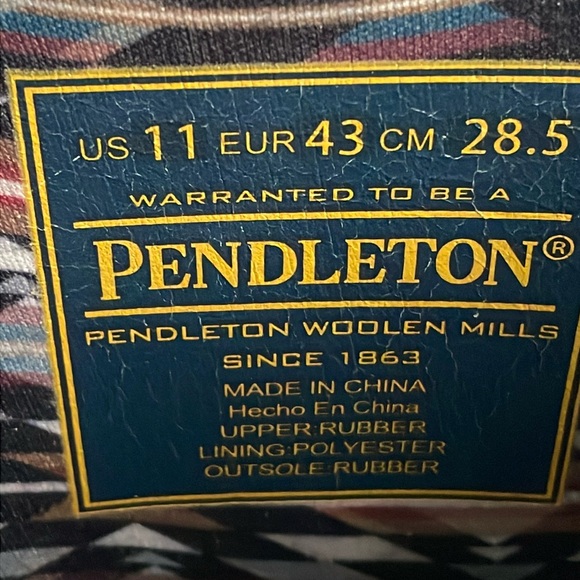 US 11 EUR 43 CM 28.5
WARRANTED TO BE A
PENDLETON®
PENDLETON WOOLEN MILLS
SINCE 1863
MADE IN CHINA
Hecho En China
UPPER:RUBBER
LINING:POLYESTER
OUTSOLE:RUBBER